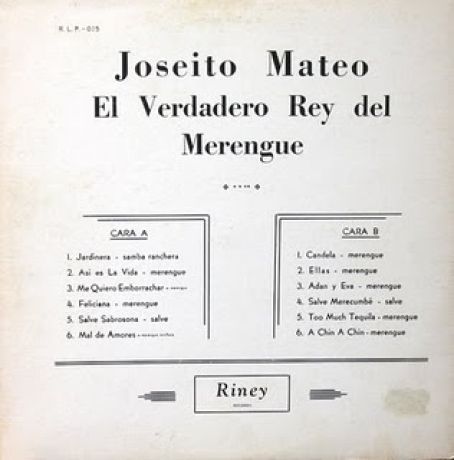 R. L. P. - 005
Joseito Mateo
El Verdadero Rey del
Merengue
CARA A
1. Jardinera - samba ranchera
2. Asi es La Vida - merengue
3. Me Quiero Emborrachar
4. Feliciana - merengue
5. Salve Sabrosona - salve
6. Mal de Amores
CARA B
1. Candela - merengue
2. Ellas - merengue
3. Adan y Eva - merengue
4. Salve Merecumbé - salve
5. Too Much Tequila - merengue
6. A Chin A Chin - merengue
Riney